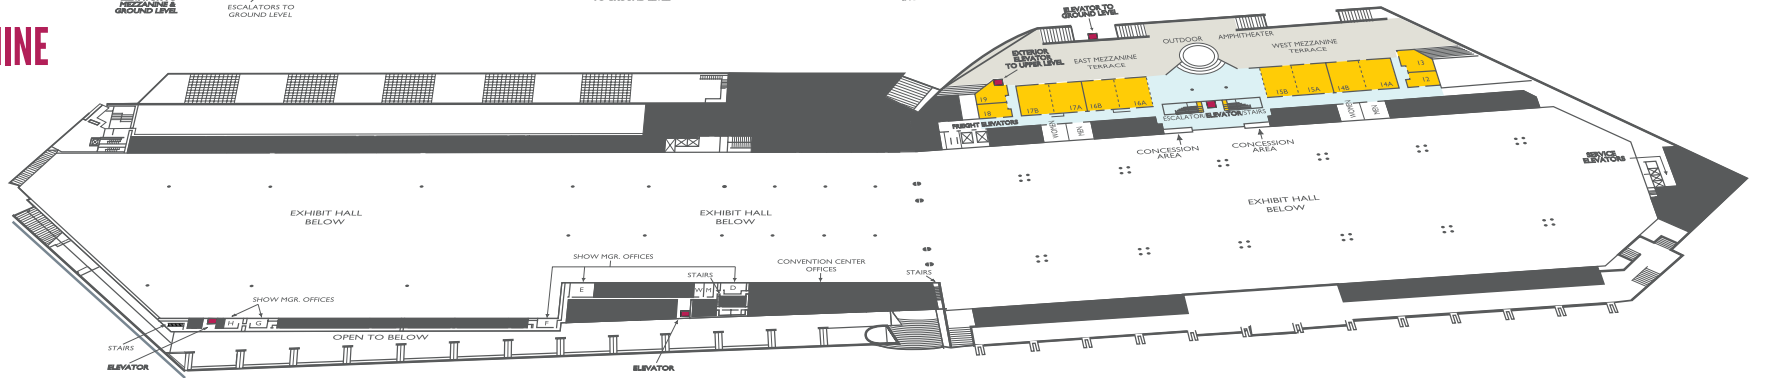 MEZZANINE &
GROUND LEVEL
ESCALATORS TO
GROUND LEVEL
ELEVATOR TO
GROUND LEVEL
OUTDOOR AMPHITHEATER
EXTERIOR
ELEVATOR
TO UPPER LEVEL
EAST MEZZANINE
TERRACE
WEST MEZZANINE
TERRACE
13
12
19
18
17B
17A
16B
16A
15B
15A
14B
14A
FREIGHT ELEVATORS
WOMEN
MEN
ESCALATOR
ELEVATOR
STAIRS
WOMEN
MEN
CONCESSION
AREA
CONCESSION
AREA
SERVICE
ELEVATORS
EXHIBIT HALL
BELOW
EXHIBIT HALL
BELOW
EXHIBIT HALL
BELOW
SHOW MGR. OFFICES
CONVENTION CENTER
OFFICES
STAIRS
STAIRS
E
W
M
D
SHOW MGR. OFFICES
H
G
F
OPEN TO BELOW
STAIRS
ELEVATOR
ELEVATOR